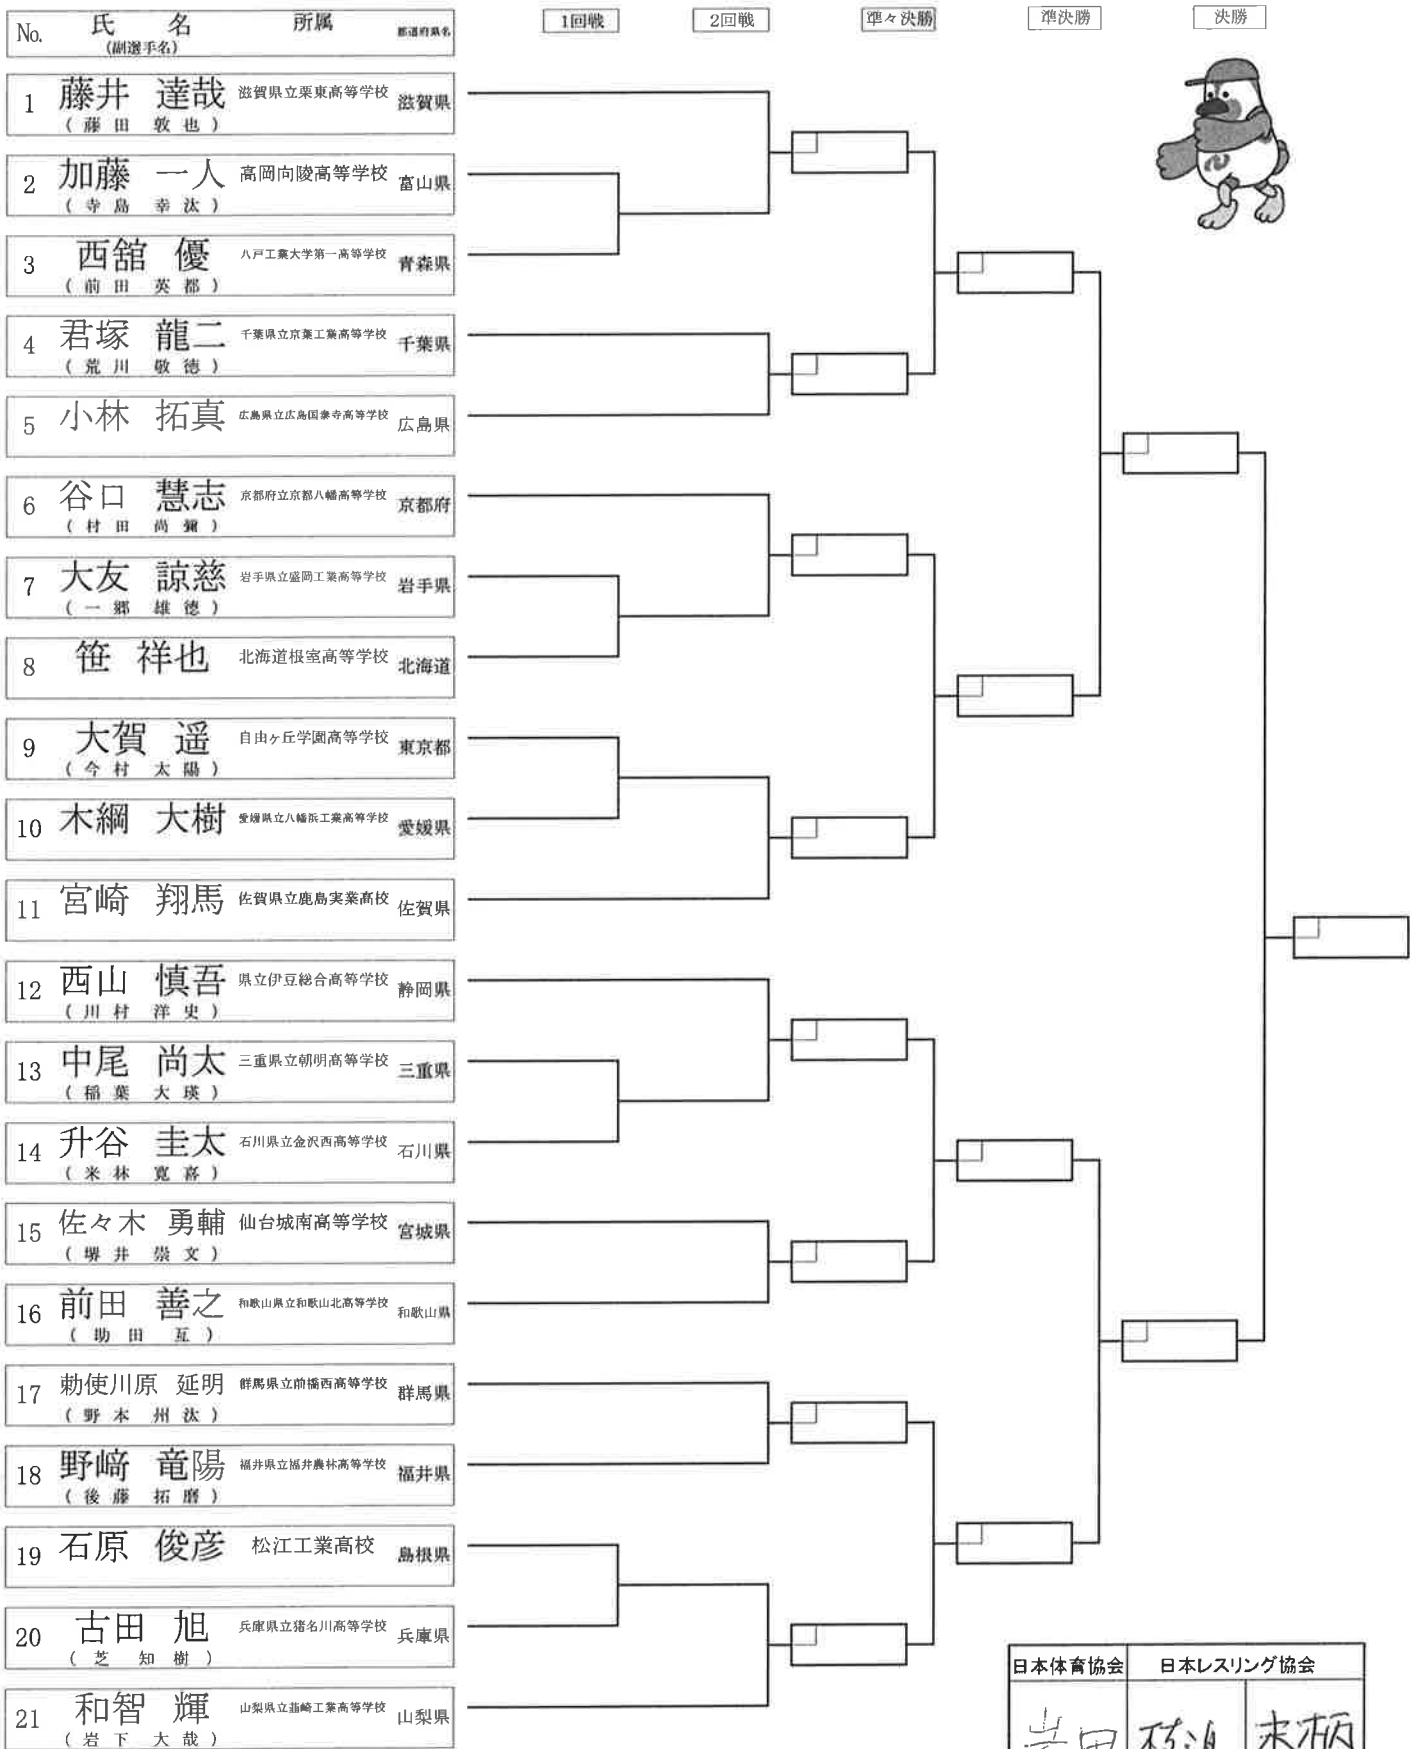 No. 氏 名 所属 都道府県名 1回戦 2回戦 準々決勝 準決勝 決勝
(副選手名)
1 藤井 達哉 滋賀県立栗東高等学校 滋賀県
(藤田 敦也)
2 加藤 一人 高岡向陵高等学校 富山県
(寺島 幸汰)
3 西舘 優 八戸工業大学第一高等学校 青森県
(前田 英都)
4 君塚 龍二 千葉県立京葉工業高等学校 千葉県
(荒川 敬徳)
5 小林 拓真 広島県立広島国泰寺高等学校 広島県
6 谷口 慧志 京都府立京都八幡高等学校 京都府
(村田 尚彌)
7 大友 諒慈 岩手県立盛岡工業高等学校 岩手県
(一郷 雄徳)
8 笹 祥也 北海道根室高等学校 北海道
9 大賀 遥 自由ヶ丘学園高等学校 東京都
(今村 太陽)
10 木綱 大樹 愛媛県立八幡浜工業高等学校 愛媛県
11 宮崎 翔馬 佐賀県立鹿島実業高校 佐賀県
12 西山 慎吾 県立伊豆総合高等学校 静岡県
(川村 洋史)
13 中尾 尚太 三重県立朝明高等学校 三重県
(稲葉 大瑛)
14 升谷 圭太 石川県立金沢西高等学校 石川県
(米林 寛喜)
15 佐々木 勇輔 仙台城南高等学校 宮城県
(堺井 崇文)
16 前田 善之 和歌山県立和歌山北高等学校 和歌山県
(助田 亙)
17 勅使川原 延明 群馬県立前橋西高等学校 群馬県
(野本 州汰)
18 野﨑 竜陽 福井県立福井農林高等学校 福井県
(後藤 拓磨)
19 石原 俊彦 松江工業高校 島根県
20 古田 旭 兵庫県立猪名川高等学校 兵庫県
(芝 知樹)
21 和智 輝 山梨県立韮崎工業高等学校 山梨県
(岩下 大哉)
日本体育協会 日本レスリング協会